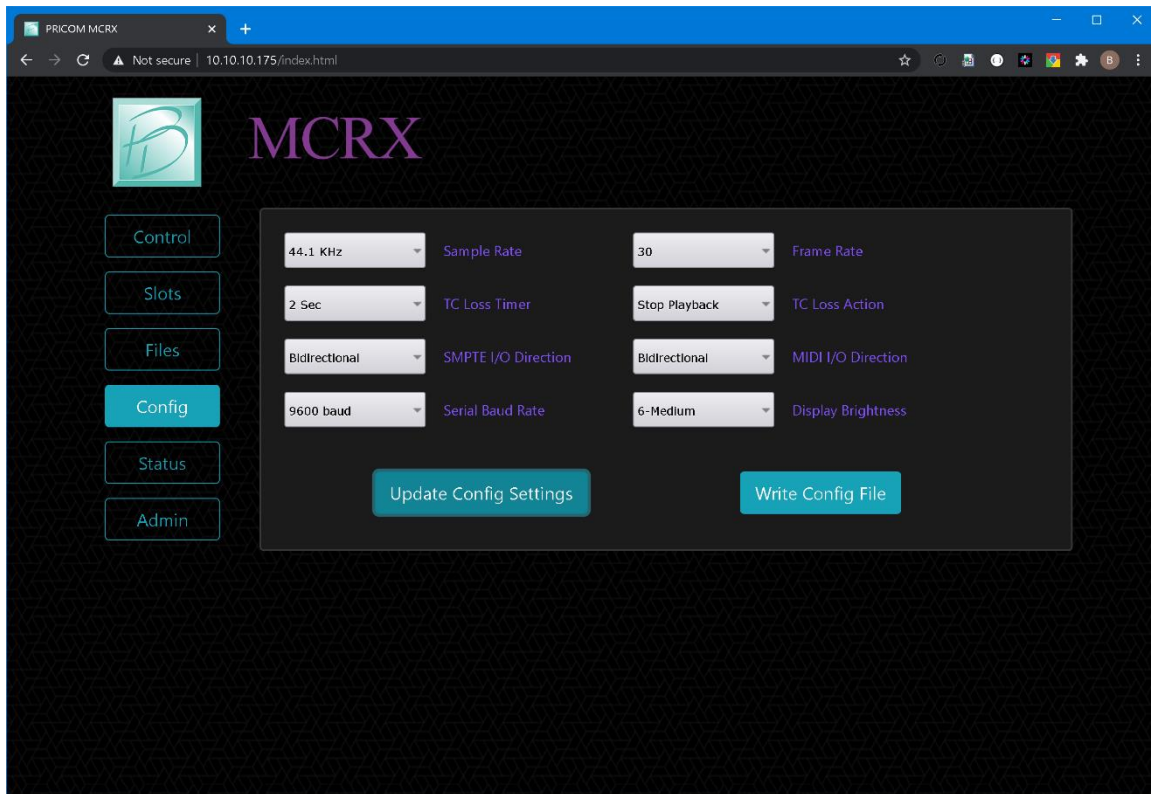 PRICOM MCRX
Not secure | 10.10.10.175/index.html
B
MCRX
Control
Slots
Files
Config
Status
Admin
44.1 KHz Sample Rate 30 Frame Rate
2 Sec TC Loss Timer Stop Playback TC Loss Action
Bidirectional SMPTE I/O Direction Bidirectional MIDI I/O Direction
9600 baud Serial Baud Rate 6-Medium Display Brightness
Update Config Settings Write Config File